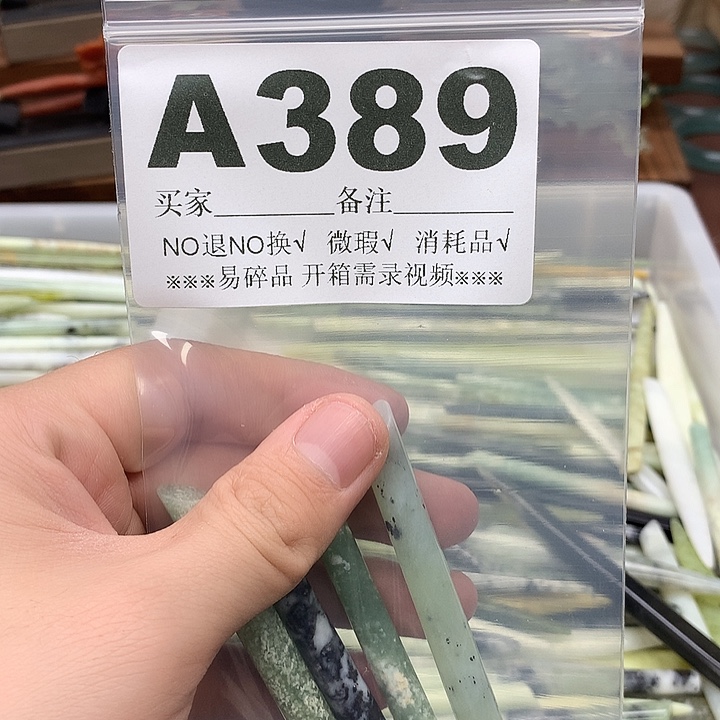 A389
买家________备注________
NO退NO换√ 微瑕√ 消耗品√
※※※易碎品 开箱需录视频※※※